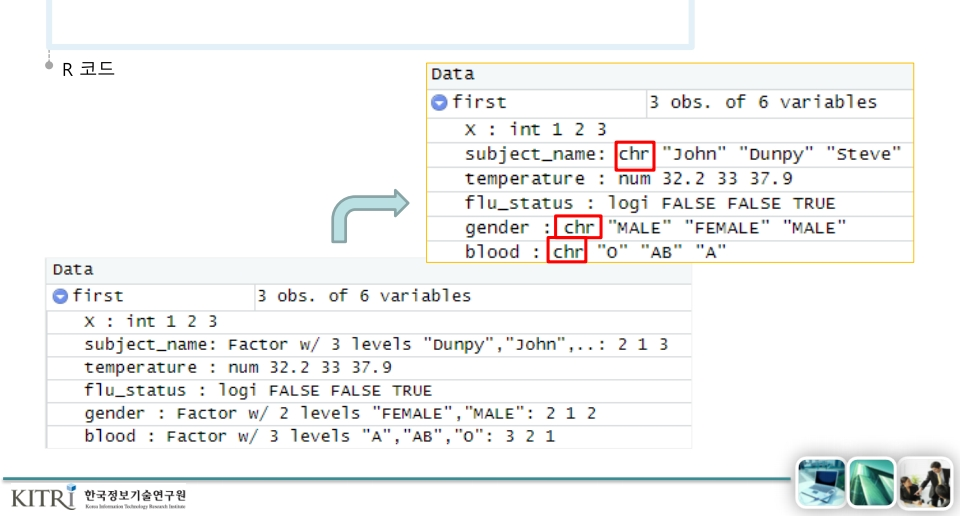 R 코드
Data
first 3 obs. of 6 variables
X : int 1 2 3
subject_name: chr "John" "Dunpy" "Steve"
temperature : num 32.2 33 37.9
flu_status : logi FALSE FALSE TRUE
gender : chr "MALE" "FEMALE" "MALE"
blood : chr "O" "AB" "A"
Data
first 3 obs. of 6 variables
X : int 1 2 3
subject_name: Factor w/ 3 levels "Dunpy","John",..: 2 1 3
temperature : num 32.2 33 37.9
flu_status : logi FALSE FALSE TRUE
gender : Factor w/ 2 levels "FEMALE","MALE": 2 1 2
blood : Factor w/ 3 levels "A","AB","O": 3 2 1
KITRI 한국정보기술연구원
Korea Information Technology Research Institute